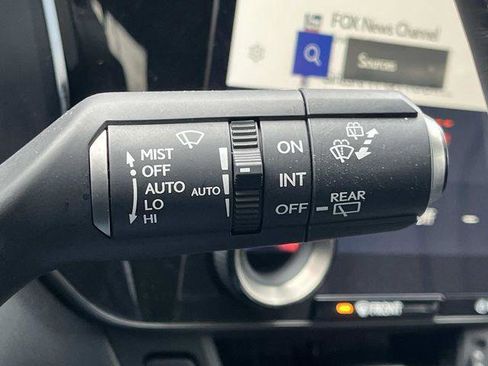 FOX News Channel
Sources
MIST
OFF
AUTO
LO
HI
AUTO
ON
INT
OFF
REAR
FRONT